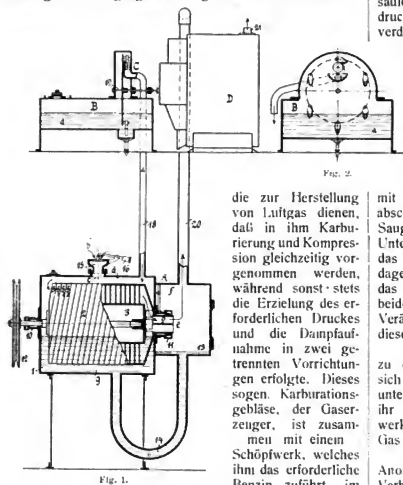 säule
druck
verd
Fig. 2.
die zur Herstellung
von Luftgas dienen,
daß in ihm Karbu-
rierung und Kompres-
sion gleichzeitig vor-
genommen werden,
während sonst stets
die Erzielung des er-
forderlichen Druckes
und die Dampfauf-
nahme in zwei ge-
trennten Vorrichtun-
gen erfolgte. Dieses
sogen. Karburations-
gebläse, der Gaser-
zeuger, ist zusam-
men mit einem
Schöpfwerk, welches
ihm das erforderliche
Benzin zuführt, im
mit
absc
Saug
Unte
das
dage
das
beide
Verä
diese
zu
sich
unte
ihr
werk
Gas
Ano
B
D
B
A
18
20
14
Fig. 1.